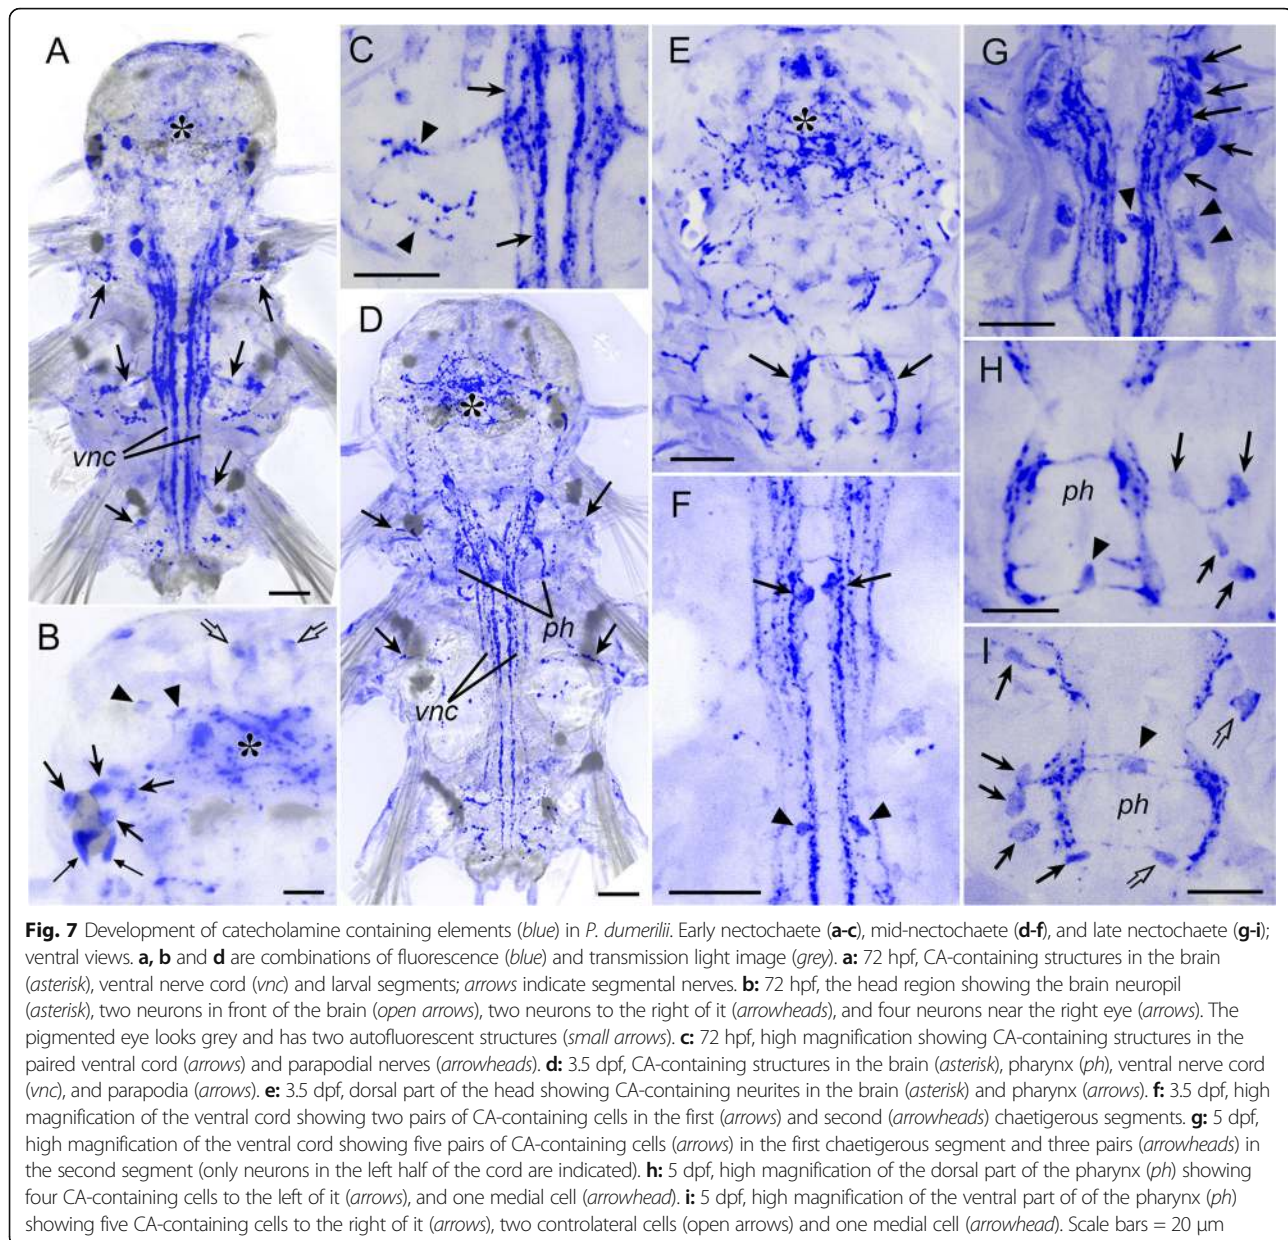 A
C
E
G
*
*
vnc
D
H
*
F
ph
B
ph
I
*
vnc
ph
Fig. 7 Development of catecholamine containing elements (blue) in P. dumerilii. Early nectochaete (a-c), mid-nectochaete (d-f), and late nectochaete (g-i);
ventral views. a, b and d are combinations of fluorescence (blue) and transmission light image (grey). a: 72 hpf, CA-containing structures in the brain
(asterisk), ventral nerve cord (vnc) and larval segments; arrows indicate segmental nerves. b: 72 hpf, the head region showing the brain neuropil
(asterisk), two neurons in front of the brain (open arrows), two neurons to the right of it (arrowheads), and four neurons near the right eye (arrows). The
pigmented eye looks grey and has two autofluorescent structures (small arrows). c: 72 hpf, high magnification showing CA-containing structures in the
paired ventral cord (arrows) and parapodial nerves (arrowheads). d: 3.5 dpf, CA-containing structures in the brain (asterisk), pharynx (ph), ventral nerve cord
(vnc), and parapodia (arrows). e: 3.5 dpf, dorsal part of the head showing CA-containing neurites in the brain (asterisk) and pharynx (arrows). f: 3.5 dpf, high
magnification of the ventral cord showing two pairs of CA-containing cells in the first (arrows) and second (arrowheads) chaetigerous segments. g: 5 dpf,
high magnification of the ventral cord showing five pairs of CA-containing cells (arrows) in the first chaetigerous segment and three pairs (arrowheads) in
the second segment (only neurons in the left half of the cord are indicated). h: 5 dpf, high magnification of the dorsal part of the pharynx (ph) showing
four CA-containing cells to the left of it (arrows), and one medial cell (arrowhead). i: 5 dpf, high magnification of the ventral part of of the pharynx (ph)
showing five CA-containing cells to the right of it (arrows), two controlateral cells (open arrows) and one medial cell (arrowhead). Scale bars = 20 μm